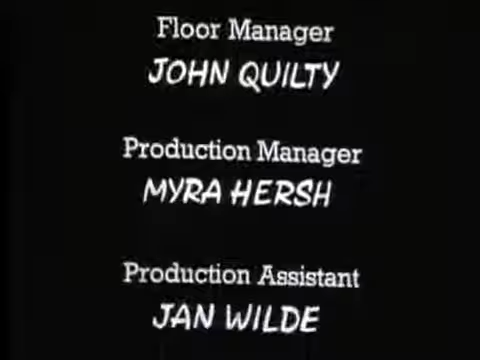 Floor Manager
JOHN QUILTY
Production Manager
MYRA HERSH
Production Assistant
JAN WILDE